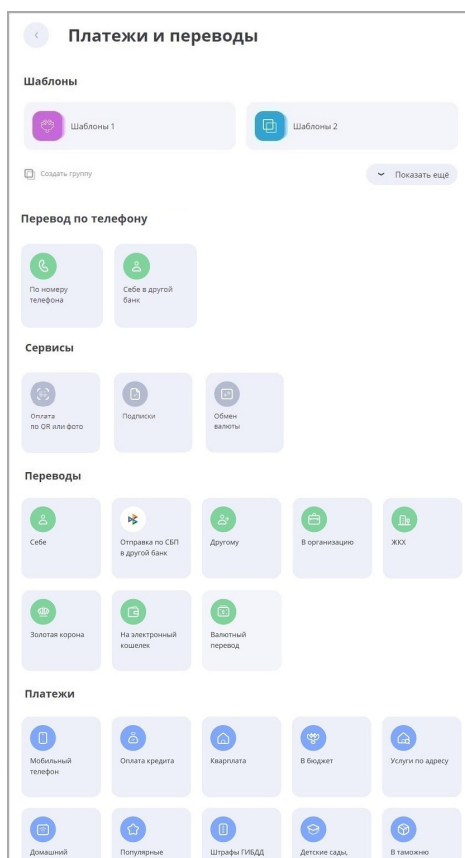 Платежи и переводы
Шаблоны
Шаблоны 1
Шаблоны 2
Создать группу
Показать ещё
Перевод по телефону
По номеру
телефона
Себе в другой
банк
Сервисы
Оплата
по QR или фото
Подписки
Обмен
валюты
Переводы
Себе
Отправка по СБП
в другой банк
Другому
В организацию
ЖКХ
Золотая корона
На электронный
кошелек
Валютный
перевод
Платежи
Мобильный
телефон
Оплата кредита
Квартплата
В бюджет
Услуги по адресу
Домашний
Популярные
Штрафы ГИБДД
Детские сады,
В таможню